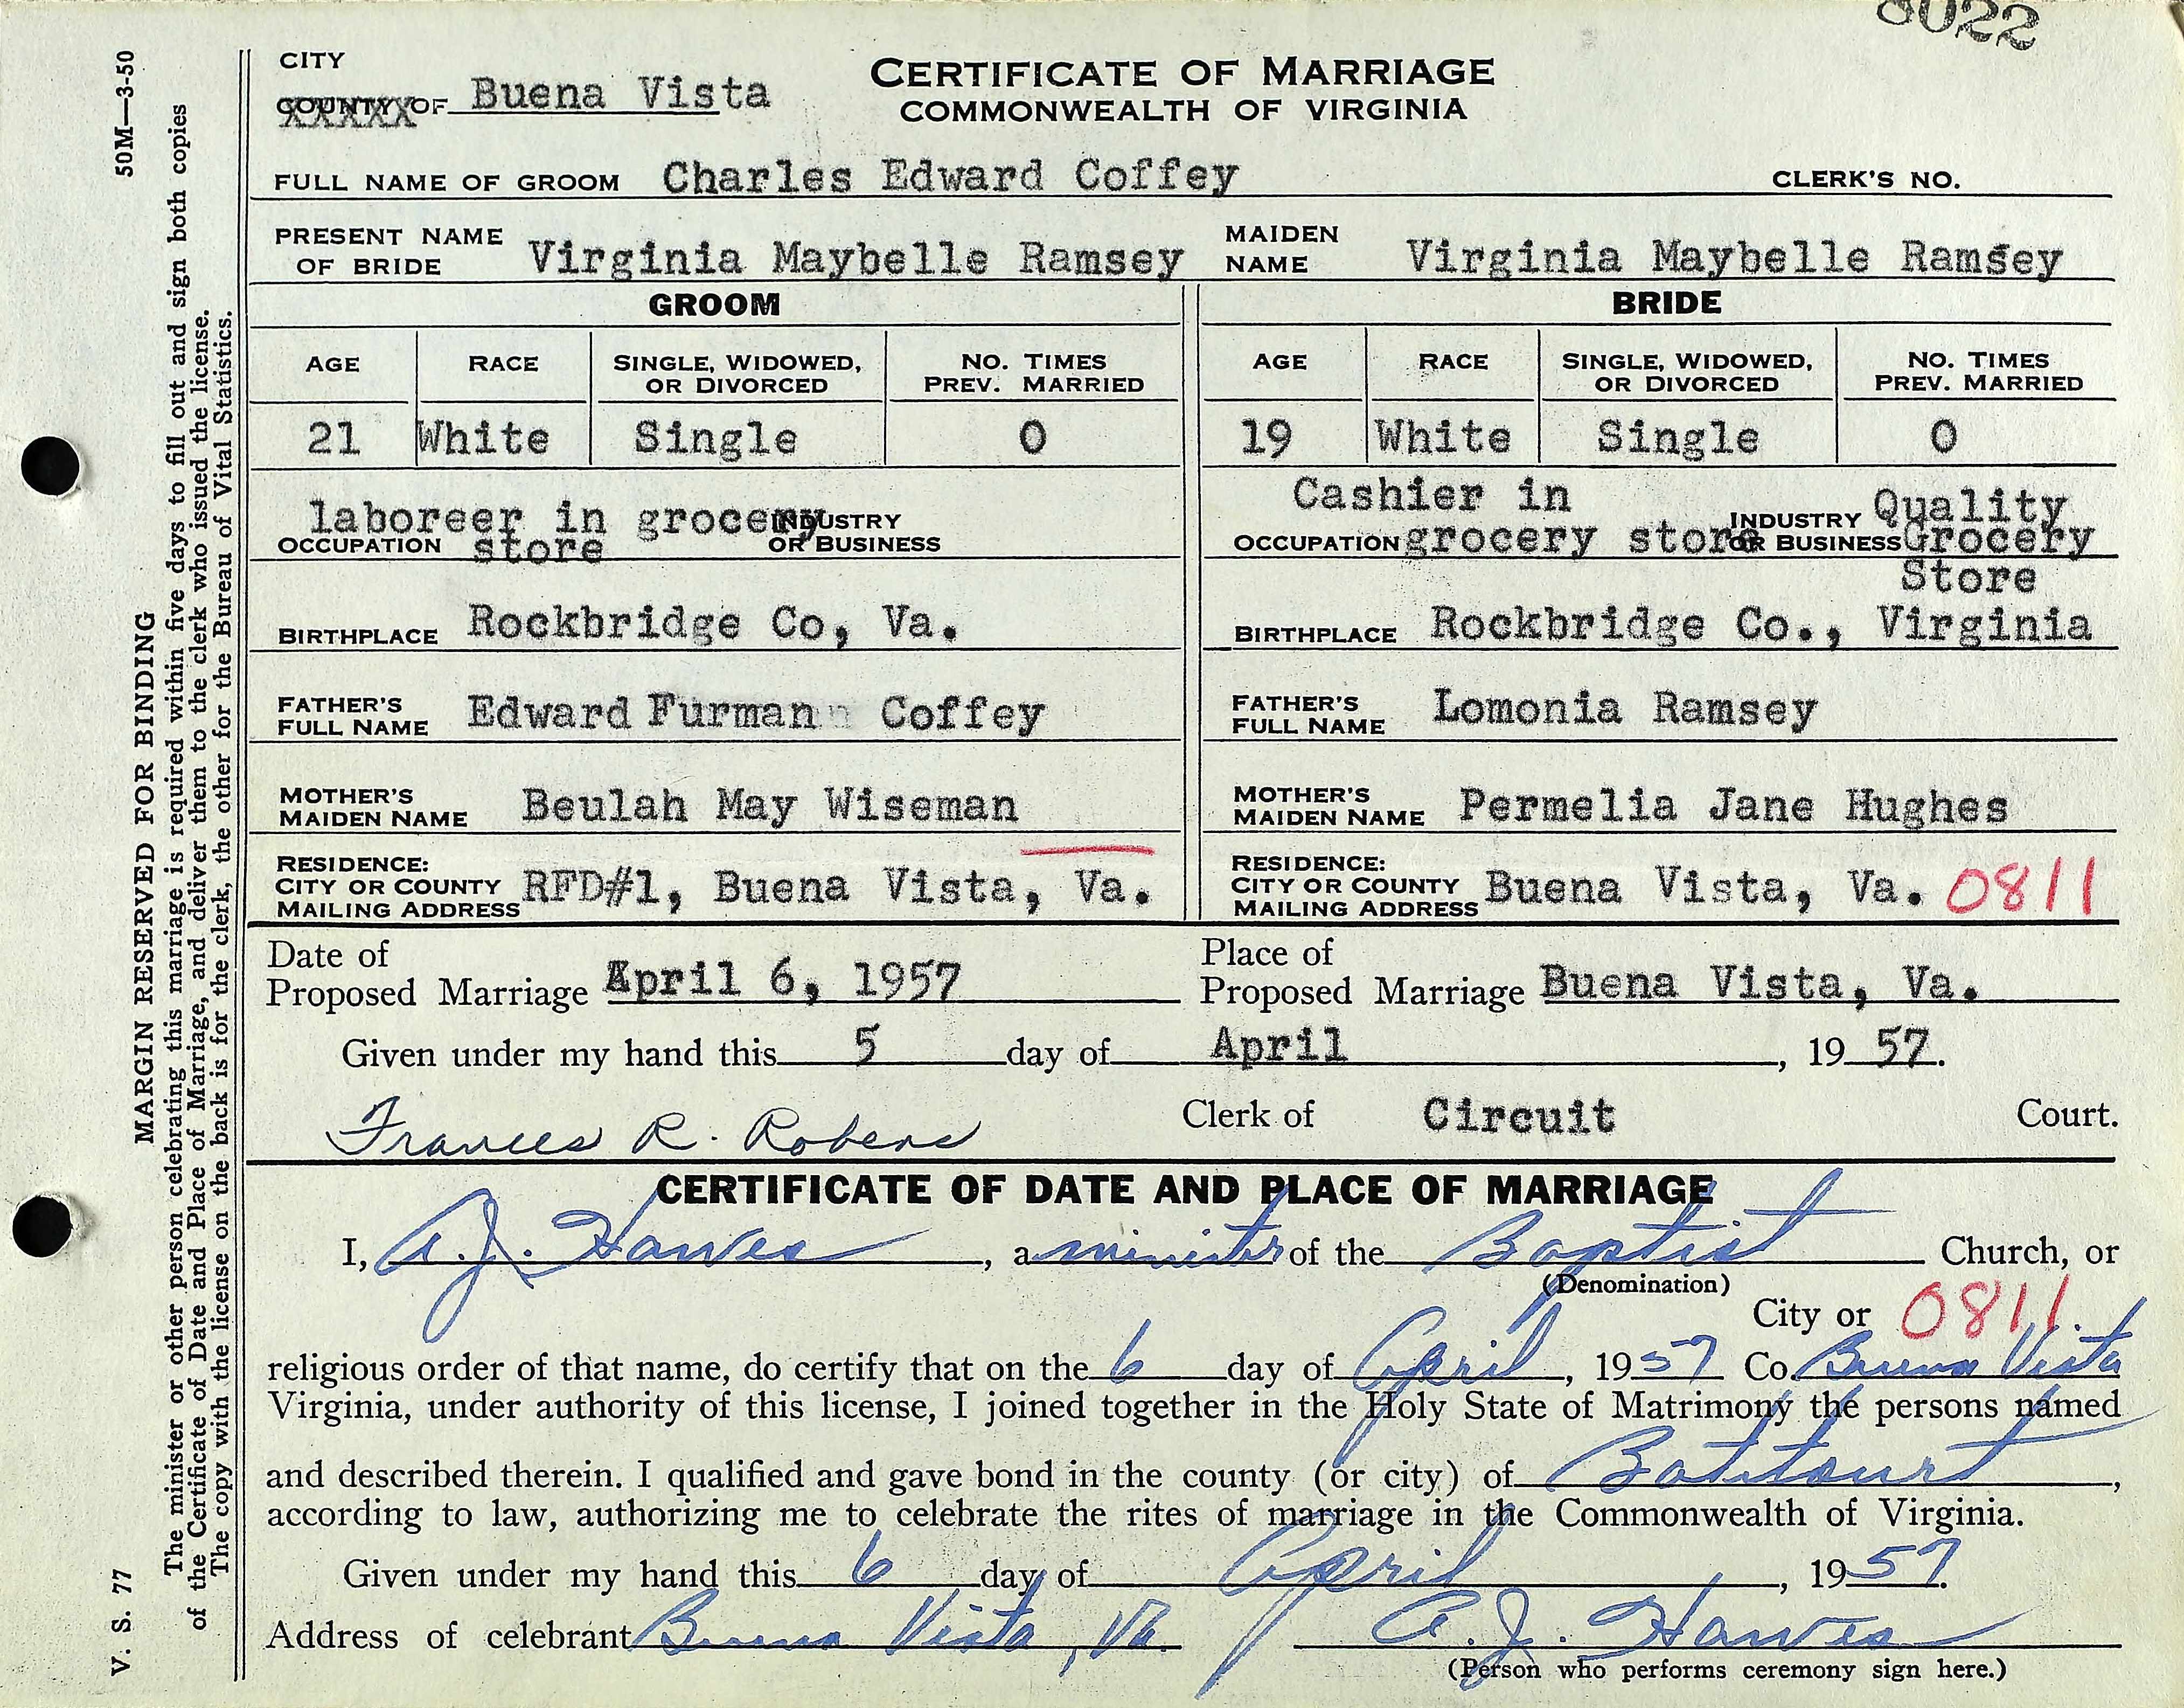 8022
50M—3-50
MARGIN RESERVED FOR BINDING
The minister or other person celebrating this marriage is required within five days to fill out and sign both copies
of the Certificate of Date and Place of Marriage, and deliver them to the clerk who issued the license.
The copy with the license on the back is for the clerk, the other for the Bureau of Vital Statistics.
V. S. 77
CITY
COUNTY OF Buena Vista
CERTIFICATE OF MARRIAGE
COMMONWEALTH OF VIRGINIA
FULL NAME OF GROOM Charles Edward Coffey CLERK'S NO.
PRESENT NAME OF BRIDE Virginia Maybelle Ramsey MAIDEN NAME Virginia Maybelle Ramsey
GROOM BRIDE
AGE RACE SINGLE, WIDOWED, OR DIVORCED NO. TIMES PREV. MARRIED AGE RACE SINGLE, WIDOWED, OR DIVORCED NO. TIMES PREV. MARRIED
21 White Single 0 19 White Single 0
OCCUPATION laboreer in grocery store INDUSTRY OR BUSINESS
OCCUPATION Cashier in grocery store INDUSTRY OR BUSINESS Quality Grocery Store
BIRTHPLACE Rockbridge Co, Va. BIRTHPLACE Rockbridge Co., Virginia
FATHER'S FULL NAME Edward Furman Coffey FATHER'S FULL NAME Lomonia Ramsey
MOTHER'S MAIDEN NAME Beulah May Wiseman MOTHER'S MAIDEN NAME Permelia Jane Hughes
RESIDENCE: CITY OR COUNTY MAILING ADDRESS RFD#1, Buena Vista, Va. RESIDENCE: CITY OR COUNTY MAILING ADDRESS Buena Vista, Va. 0811
Date of Proposed Marriage April 6, 1957 Place of Proposed Marriage Buena Vista, Va.
Given under my hand this 5 day of April, 19 57.
Frances R. Robens Clerk of Circuit Court.
CERTIFICATE OF DATE AND PLACE OF MARRIAGE
I, A. J. Hawes, a minister of the Baptist Church, or
(Denomination)
City or 0811
religious order of that name, do certify that on the 6 day of April, 1957 Co. Buena Vista
Virginia, under authority of this license, I joined together in the Holy State of Matrimony the persons named
and described therein. I qualified and gave bond in the county (or city) of Botitourt,
according to law, authorizing me to celebrate the rites of marriage in the Commonwealth of Virginia.
Given under my hand this 6 day of April, 1957.
Address of celebrant Buena Vista, Va. A. J. Hawes
(Person who performs ceremony sign here.)